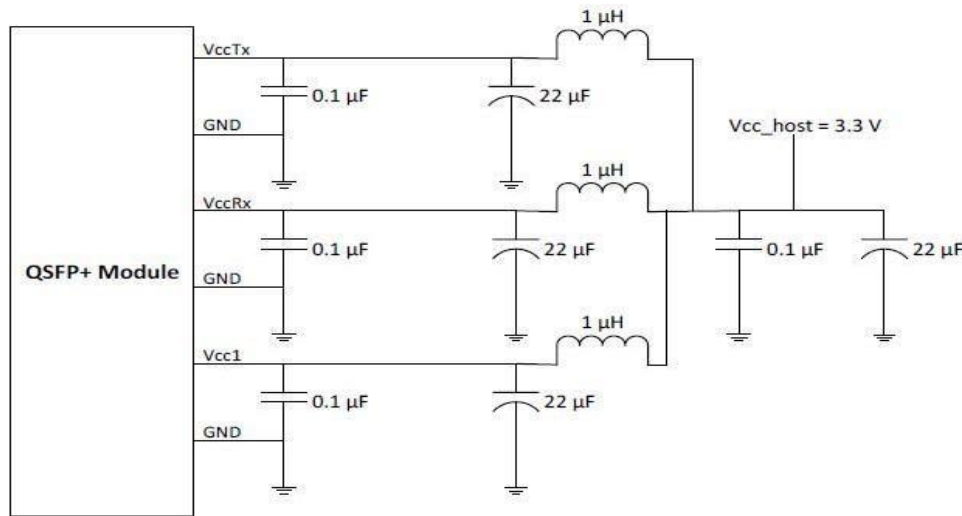 1 µH
VccTx
0.1 µF
22 µF
GND
Vcc_host = 3.3 V
1 µH
VccRx
0.1 µF
22 µF
0.1 µF
22 µF
QSFP+ Module
GND
1 µH
Vcc1
0.1 µF
22 µF
GND